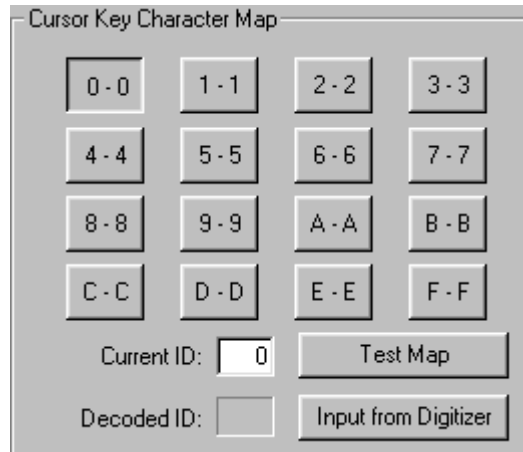 Cursor Key Character Map
0 - 0 1 - 1 2 - 2 3 - 3
4 - 4 5 - 5 6 - 6 7 - 7
8 - 8 9 - 9 A - A B - B
C - C D - D E - E F - F
Current ID: 0 Test Map
Decoded ID: Input from Digitizer